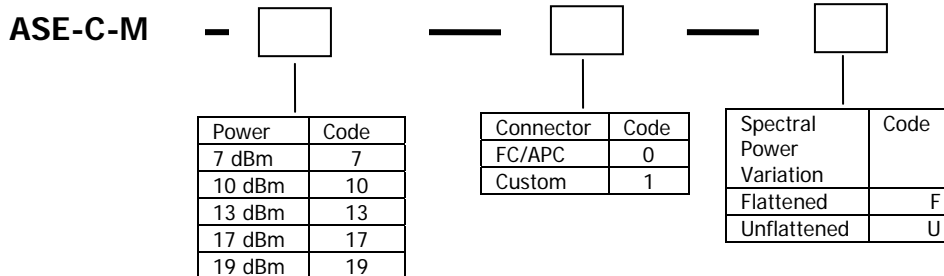 ASE-C-M
Power Code
7 dBm 7
10 dBm 10
13 dBm 13
17 dBm 17
19 dBm 19
Connector Code
FC/APC 0
Custom 1
Spectral Power Variation Code
Flattened F
Unflattened U